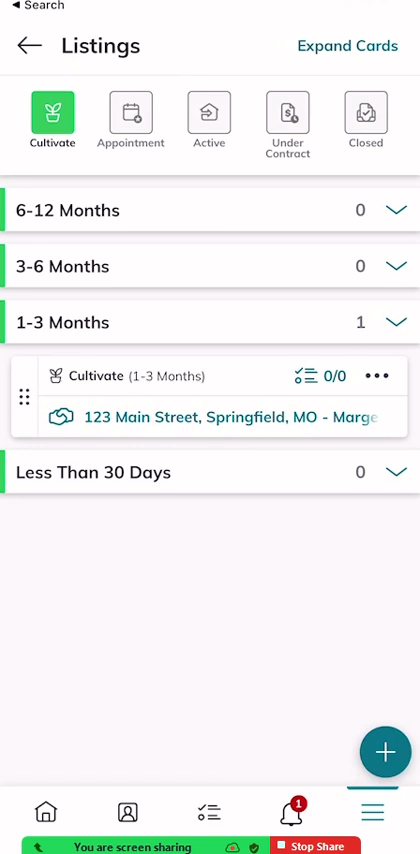 ◀ Search
Listings
Expand Cards
Cultivate
Appointment
Active
Under
Contract
Closed
6-12 Months 0
3-6 Months 0
1-3 Months 1
Cultivate (1-3 Months) 0/0 •••
123 Main Street, Springfield, MO - Marge
Less Than 30 Days 0
+
1
You are screen sharing
Stop Share